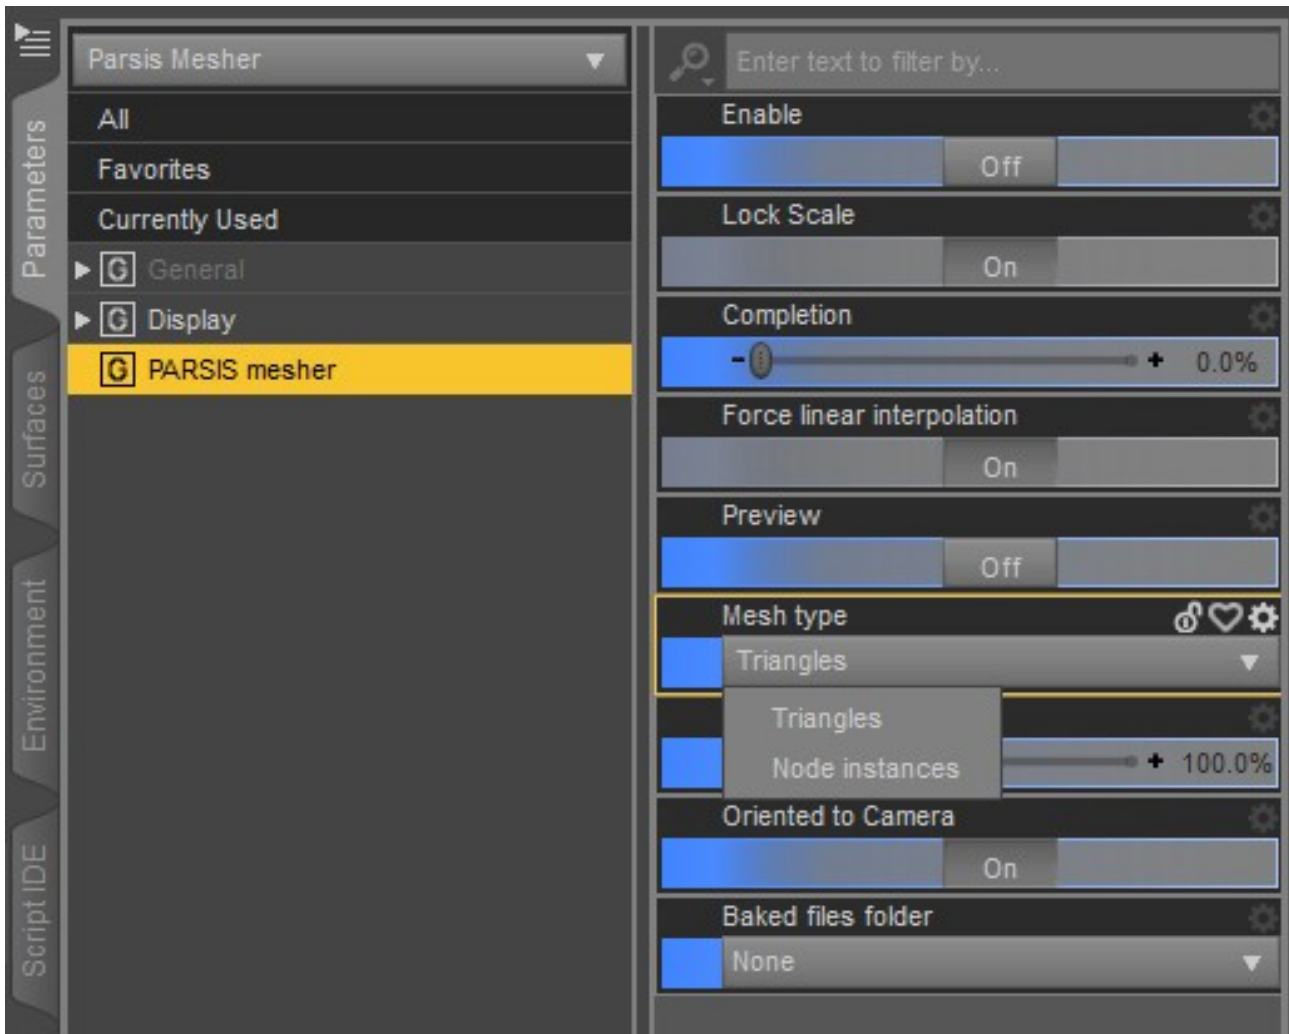 Parsis Mesher
All
Favorites
Currently Used
G General
G Display
G PARSIS mesher
Parameters
Surfaces
Environment
Script IDE
Enter text to filter by...
Enable
Off
Lock Scale
On
Completion
- + 0.0%
Force linear interpolation
On
Preview
Off
Mesh type
Triangles
Triangles
Node instances
+ 100.0%
Oriented to Camera
On
Baked files folder
None